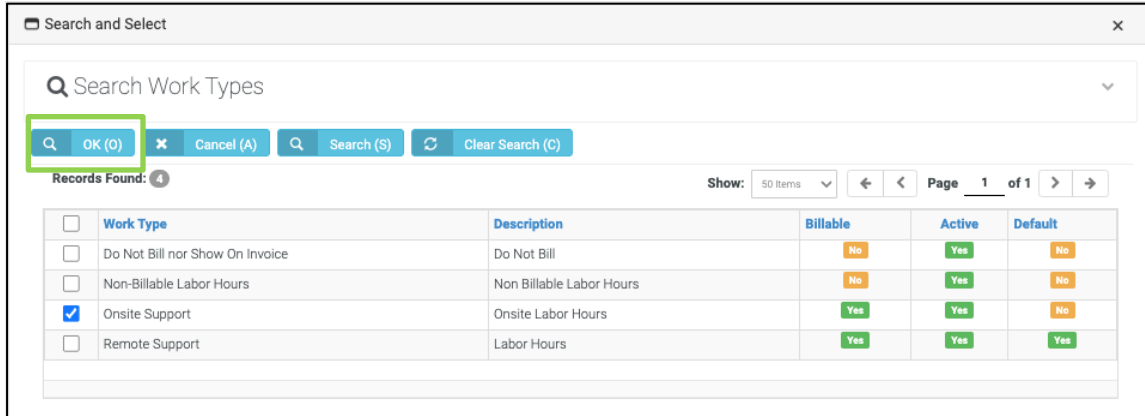 Search and Select ×
Search Work Types
OK (O) Cancel (A) Search (S) Clear Search (C)
Records Found: 4 Show: 50 Items Page 1 of 1
Work Type Description Billable Active Default
Do Not Bill nor Show On Invoice Do Not Bill No Yes No
Non-Billable Labor Hours Non Billable Labor Hours No Yes No
Onsite Support Onsite Labor Hours Yes Yes No
Remote Support Labor Hours Yes Yes Yes